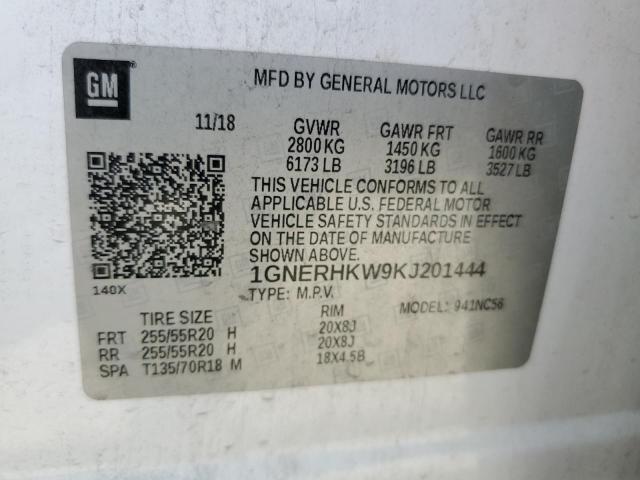 GM
MFD BY GENERAL MOTORS LLC
11/18 GVWR GAWR FRT GAWR RR
2800 KG 1450 KG 1600 KG
6173 LB 3196 LB 3527 LB
THIS VEHICLE CONFORMS TO ALL
APPLICABLE U.S. FEDERAL MOTOR
VEHICLE SAFETY STANDARDS IN EFFECT
ON THE DATE OF MANUFACTURE
SHOWN ABOVE.
1GNERHKW9KJ201444
148X
TYPE: M.P.V. MODEL: 941NC56
TIRE SIZE RIM
FRT 255/55R20 H 20X8J
RR 255/55R20 H 20X8J
SPA T135/70R18 M 18X4.5B